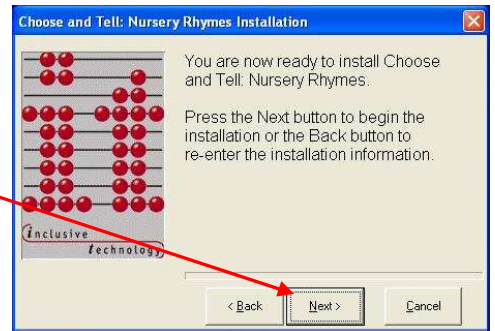 Choose and Tell: Nursery Rhymes Installation
You are now ready to install Choose
and Tell: Nursery Rhymes.
Press the Next button to begin the
installation or the Back button to
re-enter the installation information.
inclusive
technology
< Back
Next >
Cancel